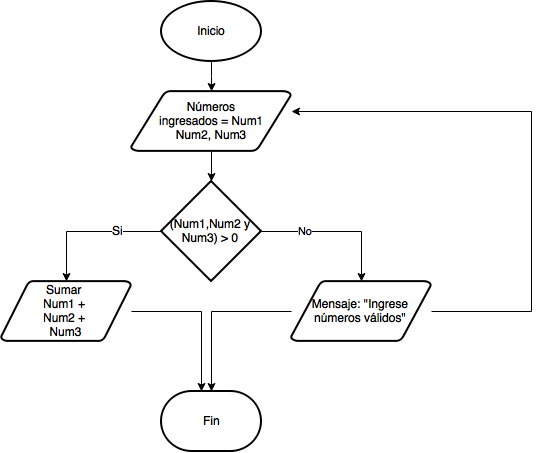 Inicio
Números
ingresados = Num1
Num2, Num3
(Num1,Num2 y
Num3) > 0
Si
No
Sumar
Num1 +
Num2 +
Num3
Mensaje: "Ingrese
números válidos"
Fin